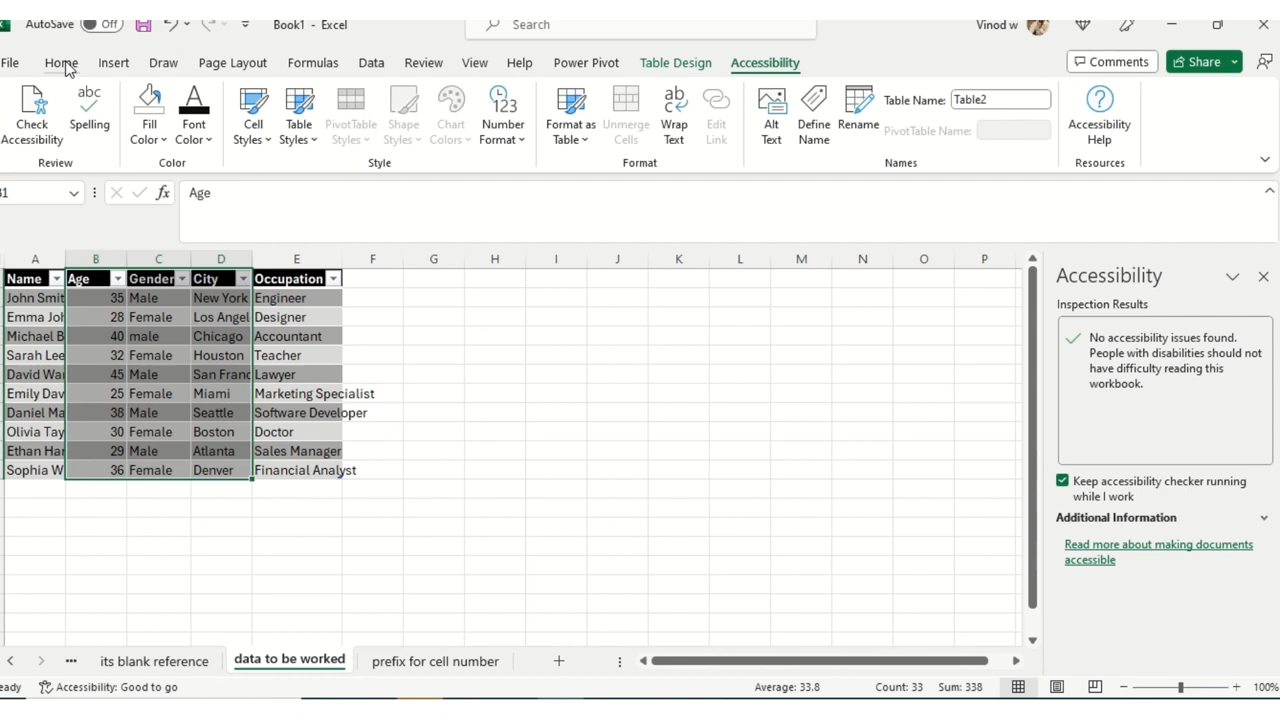 AutoSave Off Book1 - Excel Search Vinod w
File Home Insert Draw Page Layout Formulas Data Review View Help Power Pivot Table Design Accessibility Comments Share
Check Accessibility
abc Spelling
Review
Fill Color
A Font Color
Color
Cell Styles
Table Styles
PivotTable Styles
Shape Styles
Chart Colors
123 Number Format
Style
Format as Table
Unmerge Cells
ab Wrap Text
Edit Link
Format
Alt Text
Define Name
Rename
Table Name: Table2
PivotTable Name:
Names
? Accessibility Help
Resources
fx Age
A B C D E F G H I J K L M N O P
Name Age Gender City Occupation
John Smit 35 Male New York Engineer
Emma Joh 28 Female Los Angel Designer
Michael B 40 male Chicago Accountant
Sarah Lee 32 Female Houston Teacher
David Wa 45 Male San Franc Lawyer
Emily Dav 25 Female Miami Marketing Specialist
Daniel Ma 38 Male Seattle Software Developer
Olivia Tay 30 Female Boston Doctor
Ethan Har 29 Male Atlanta Sales Manager
Sophia W 36 Female Denver Financial Analyst
Accessibility
Inspection Results
No accessibility issues found.
People with disabilities should not
have difficulty reading this
workbook.
Keep accessibility checker running
while I work
Additional Information
Read more about making documents
accessible
its blank reference data to be worked prefix for cell number
eady Accessibility: Good to go Average: 33.8 Count: 33 Sum: 338 100%